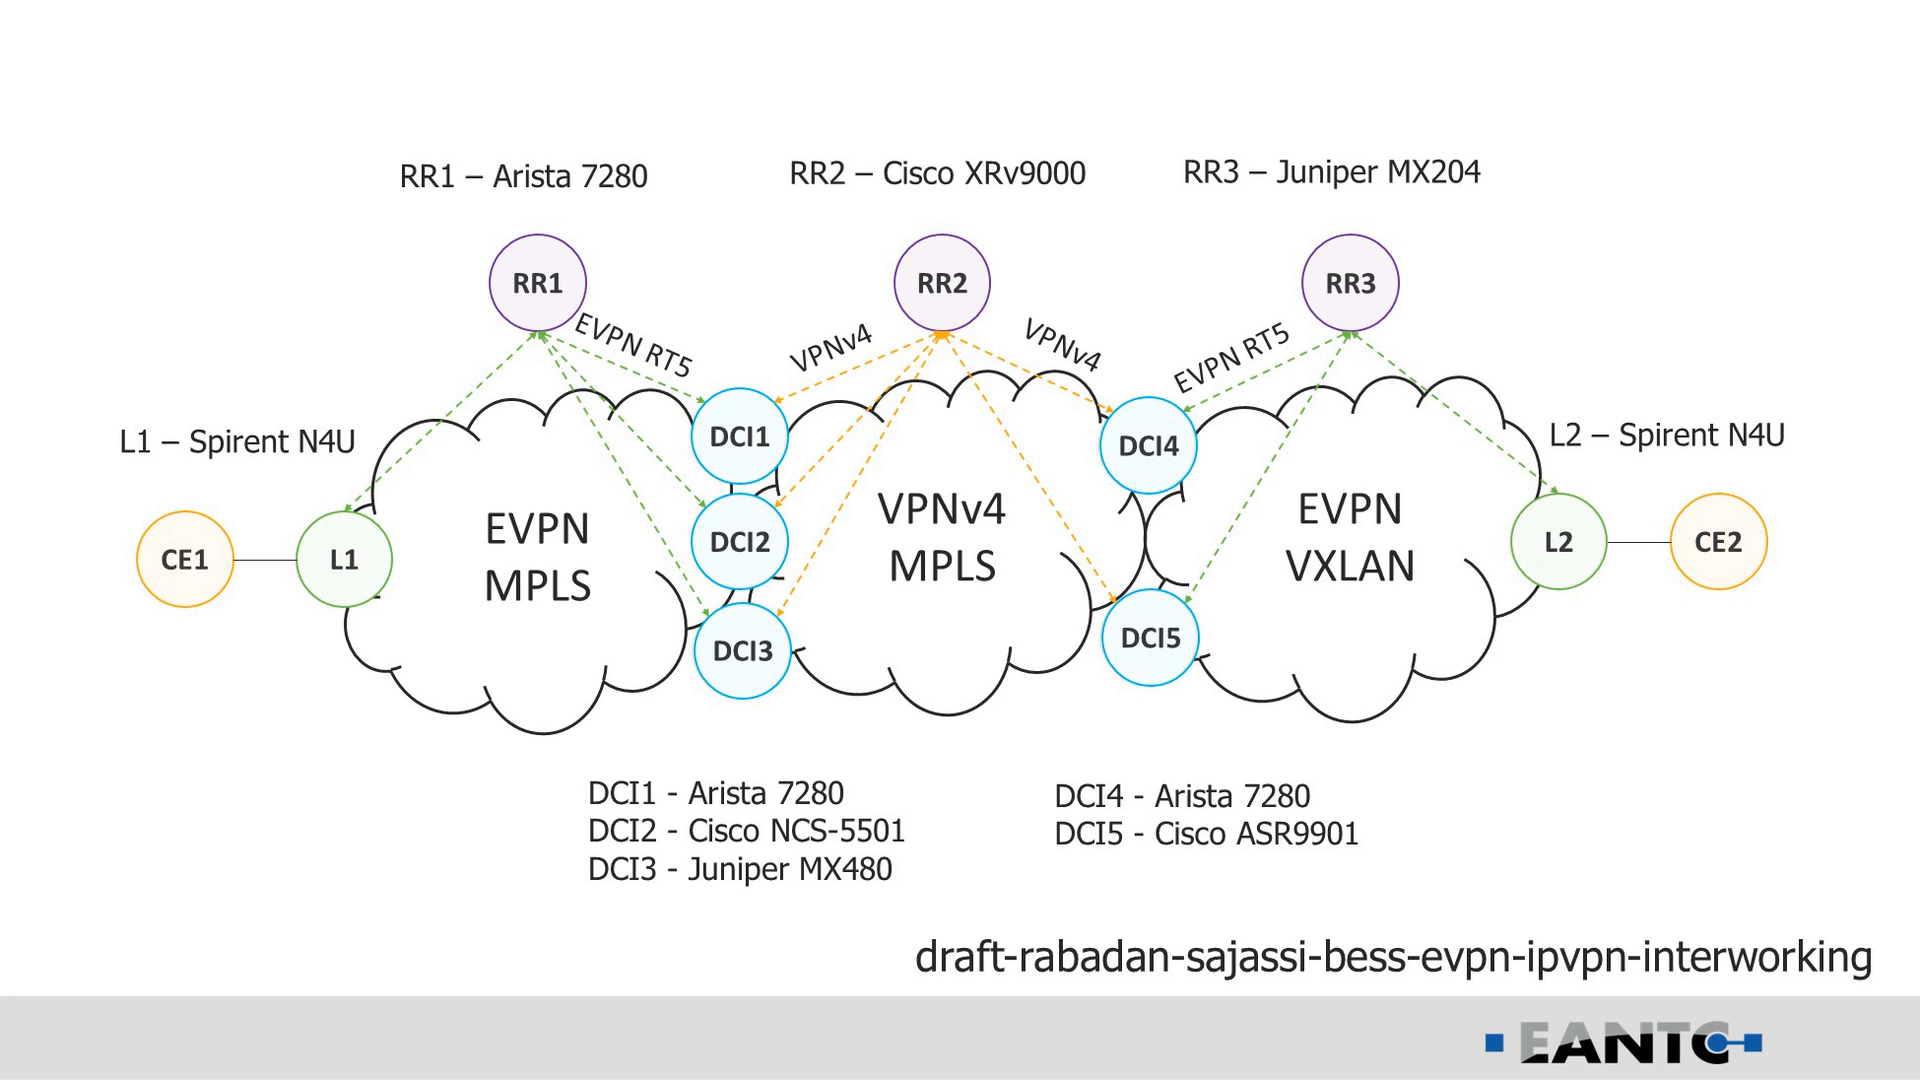 RR1 – Arista 7280
RR2 – Cisco XRv9000
RR3 – Juniper MX204
RR1
RR2
RR3
EVPN RT5
VPNv4
VPNv4
EVPN RT5
L1 – Spirent N4U
DCI1
DCI4
L2 – Spirent N4U
CE1
L1
EVPN
MPLS
DCI2
VPNv4
MPLS
EVPN
VXLAN
L2
CE2
DCI3
DCI5
DCI1 - Arista 7280
DCI2 - Cisco NCS-5501
DCI3 - Juniper MX480
DCI4 - Arista 7280
DCI5 - Cisco ASR9901
draft-rabadan-sajassi-bess-evpn-ipvpn-interworking
EANTC